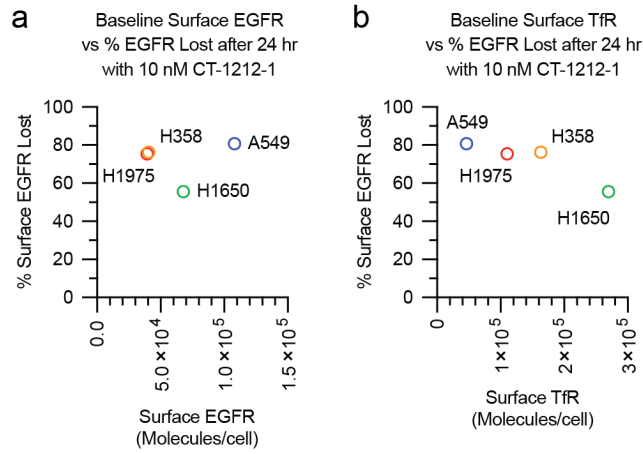 a
Baseline Surface EGFR
vs % EGFR Lost after 24 hr
with 10 nM CT-1212-1
% Surface EGFR Lost
100
80
60
40
20
0
H358
A549
H1975
H1650
0.0
5.0×10⁴
1.0×10⁵
1.5×10⁵
Surface EGFR
(Molecules/cell)
b
Baseline Surface TfR
vs % EGFR Lost after 24 hr
with 10 nM CT-1212-1
% Surface EGFR Lost
100
80
60
40
20
0
A549
H358
H1975
H1650
0
1×10⁵
2×10⁵
3×10⁵
Surface TfR
(Molecules/cell)